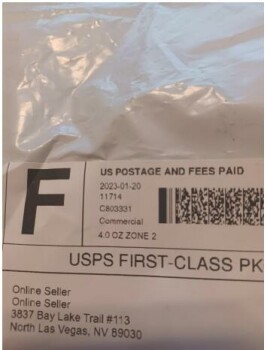 F
US POSTAGE AND FEES PAID
2023-01-20
11714
C803331
Commercial
4.0 OZ ZONE 2
USPS FIRST-CLASS PK
Online Seller
Online Seller
3837 Bay Lake Trail #113
North Las Vegas, NV 89030